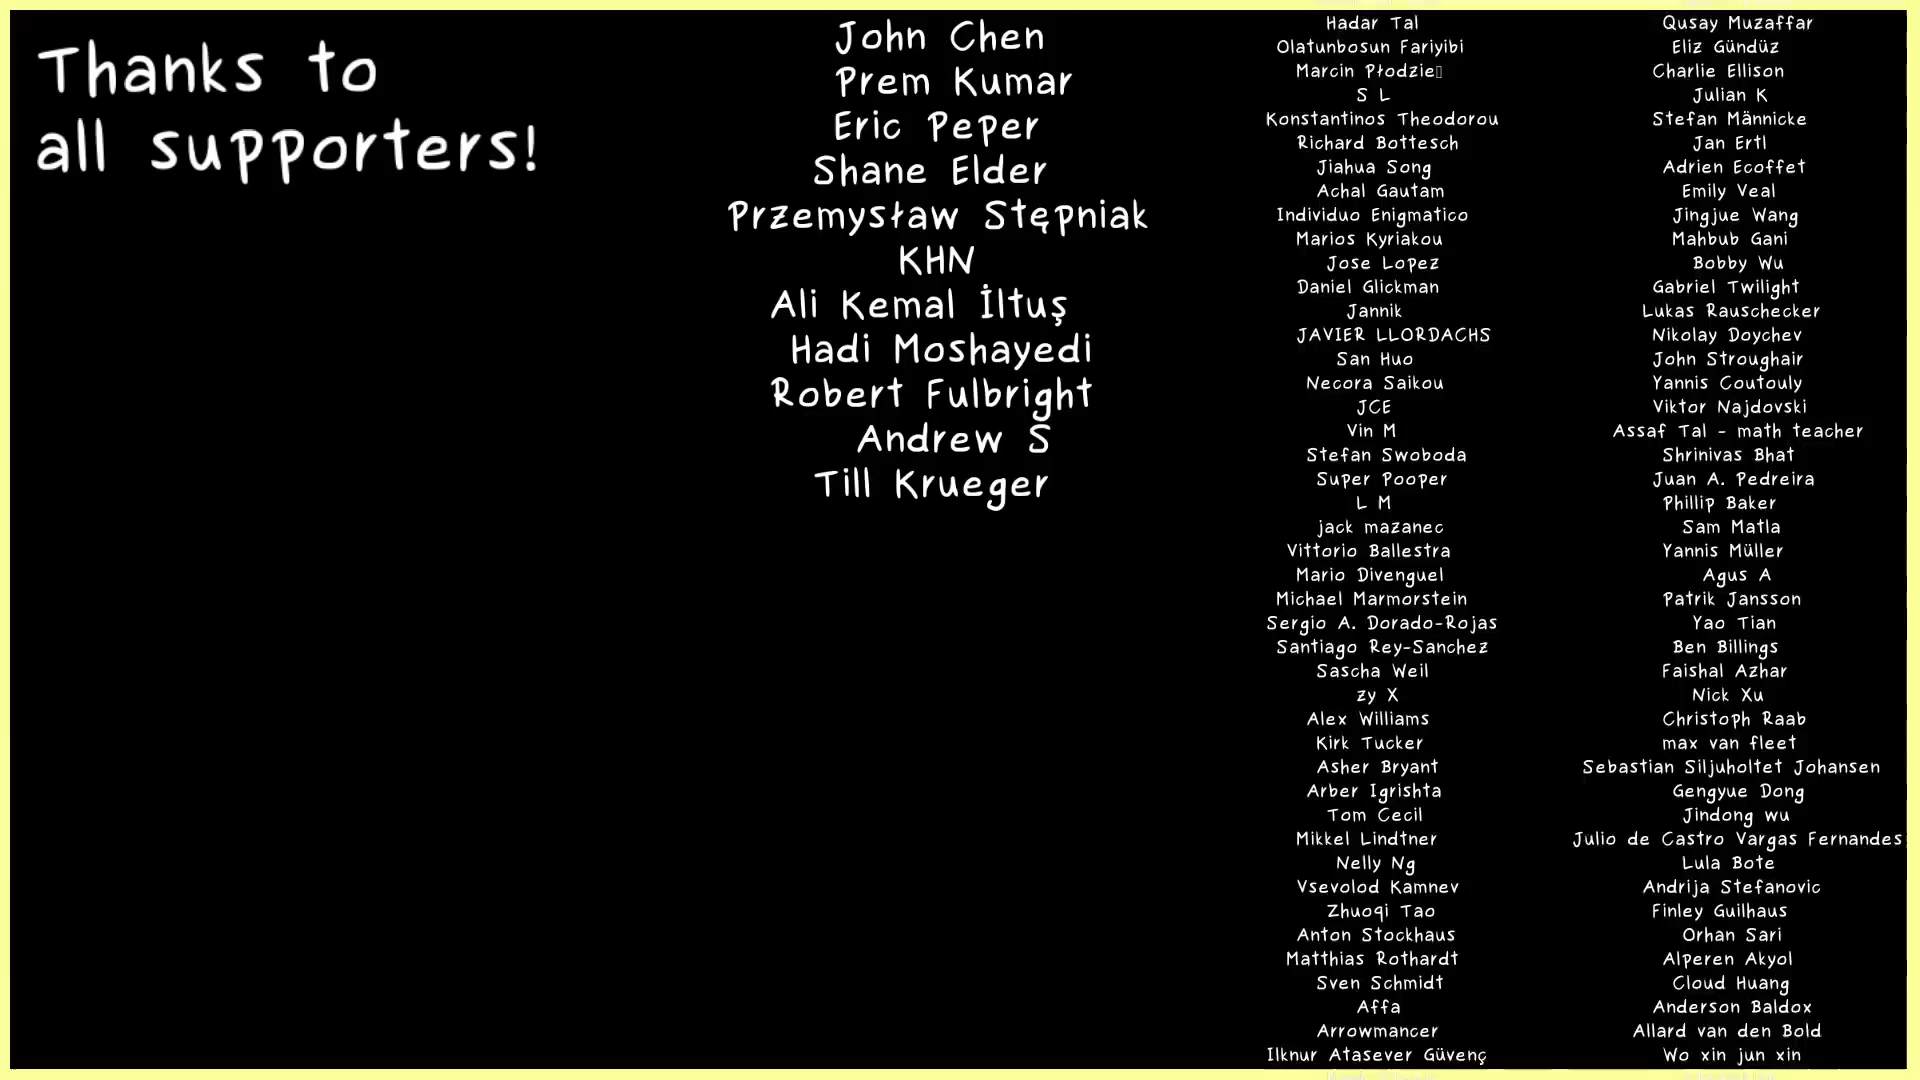 Thanks to
all supporters!
John Chen
Prem Kumar
Eric Peper
Shane Elder
Przemysław Stępniak
KHN
Ali Kemal İltuş
Hadi Moshayedi
Robert Fulbright
Andrew S
Till Krueger
Hadar Tal
Olatunbosun Fariyibi
Marcin Płodzie▯
S L
Konstantinos Theodorou
Richard Bottesch
Jiahua Song
Achal Gautam
Individuo Enigmatico
Marios Kyriakou
Jose Lopez
Daniel Glickman
Jannik
JAVIER LLORDACHS
San Huo
Necora Saikou
JCE
Vin M
Stefan Swoboda
Super Pooper
L M
jack mazanec
Vittorio Ballestra
Mario Divenguel
Michael Marmorstein
Sergio A. Dorado-Rojas
Santiago Rey-Sanchez
Sascha Weil
zy X
Alex Williams
Kirk Tucker
Asher Bryant
Arber Igrishta
Tom Cecil
Mikkel Lindtner
Nelly Ng
Vsevolod Kamnev
Zhuoqi Tao
Anton Stockhaus
Matthias Rothardt
Sven Schmidt
Affa
Arrowmancer
Ilknur Atasever Güvenç
Qusay Muzaffar
Eliz Gündüz
Charlie Ellison
Julian K
Stefan Männicke
Jan Ertl
Adrien Ecoffet
Emily Veal
Jingjue Wang
Mahbub Gani
Bobby Wu
Gabriel Twilight
Lukas Rauschecker
Nikolay Doychev
John Stroughair
Yannis Coutouly
Viktor Najdovski
Assaf Tal - math teacher
Shrinivas Bhat
Juan A. Pedreira
Phillip Baker
Sam Matla
Yannis Müller
Agus A
Patrik Jansson
Yao Tian
Ben Billings
Faishal Azhar
Nick Xu
Christoph Raab
max van fleet
Sebastian Siljuholtet Johansen
Gengyue Dong
Jindong wu
Julio de Castro Vargas Fernandes
Lula Bote
Andrija Stefanovic
Finley Guilhaus
Orhan Sari
Alperen Akyol
Cloud Huang
Anderson Baldox
Allard van den Bold
Wo xin jun xin